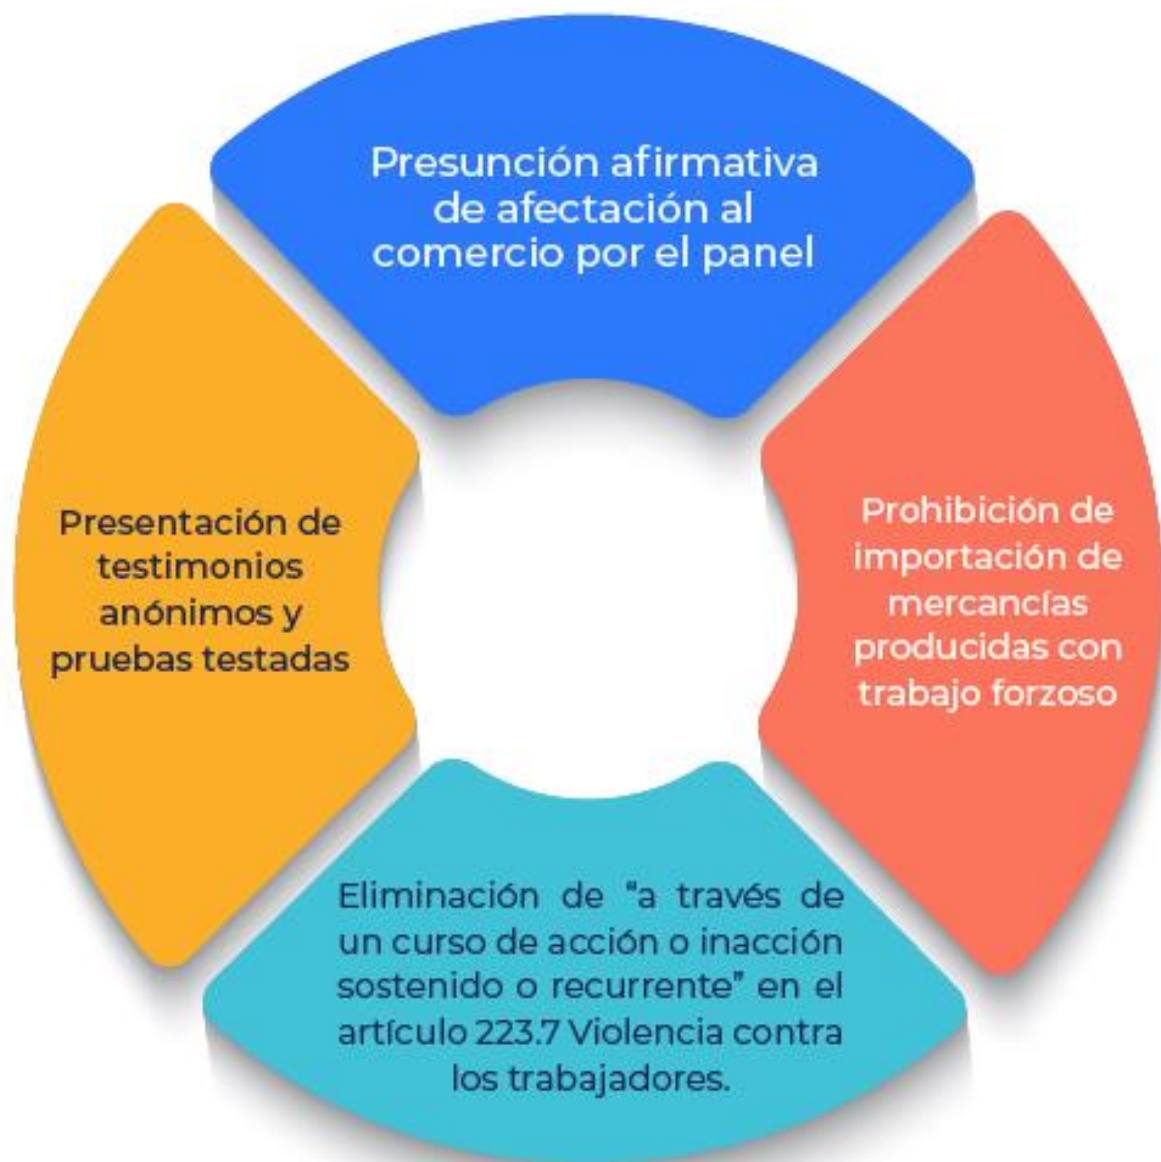 Presunción afirmativa
de afectación al
comercio por el panel
Presentación de
testimonios
anónimos y
pruebas testadas
Prohibición de
importación de
mercancías
producidas con
trabajo forzoso
Eliminación de “a través de
un curso de acción o inacción
sostenido o recurrente” en el
artículo 223.7 Violencia contra
los trabajadores.